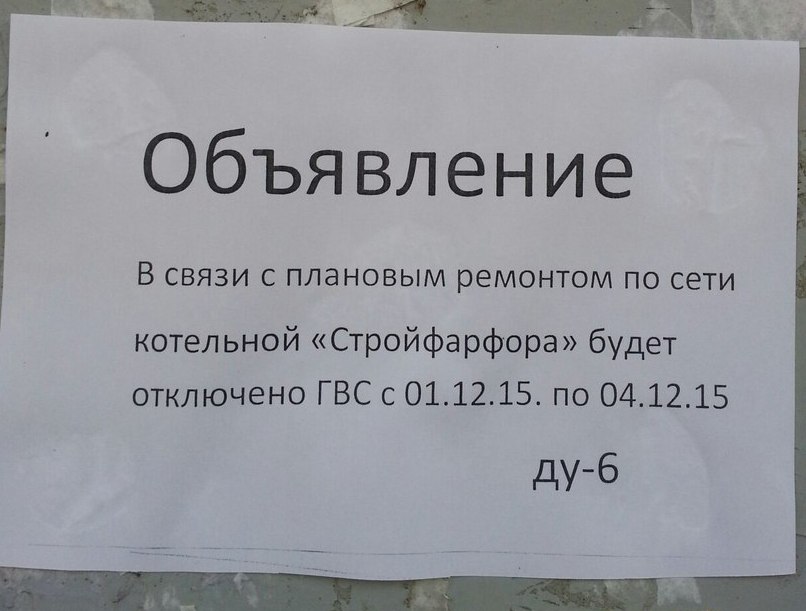 Объявление
В связи с плановым ремонтом по сети
котельной «Стройфарфора» будет
отключено ГВС с 01.12.15. по 04.12.15
ду-6